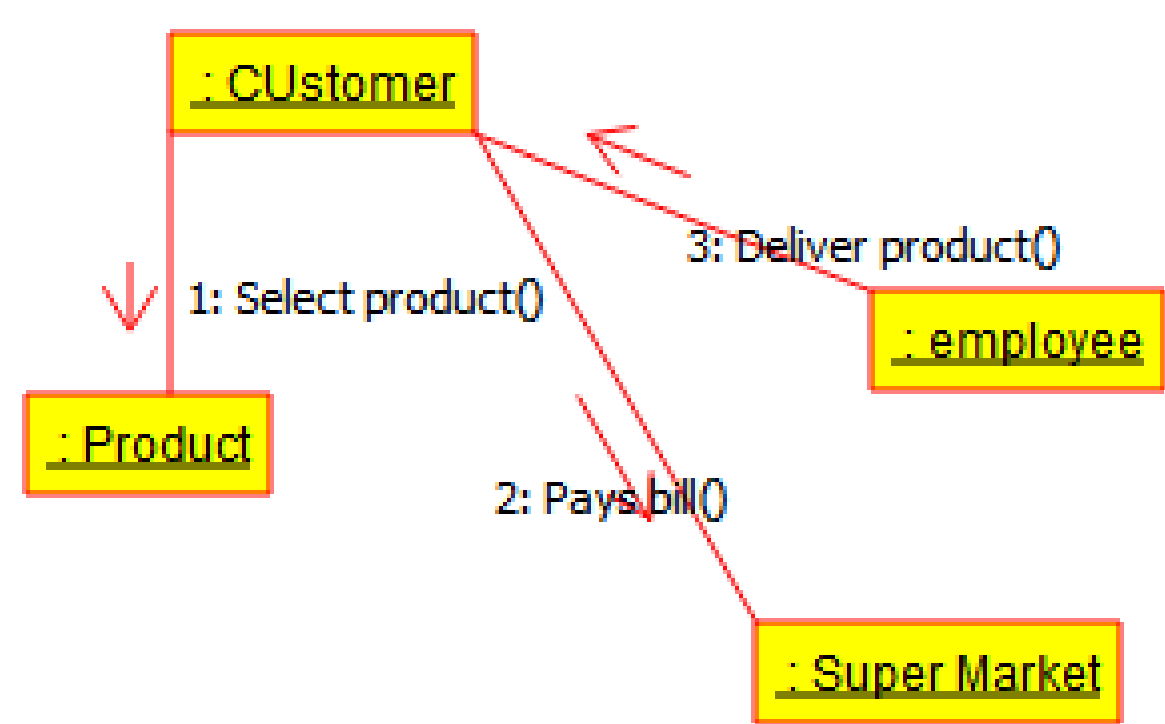 : CUstomer
3: Deliver product()
1: Select product()
: employee
: Product
2: Pays bill()
: Super Market